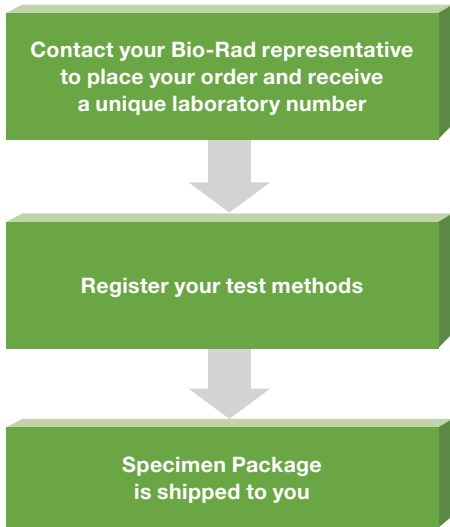 Contact your Bio-Rad representative
to place your order and receive
a unique laboratory number
Register your test methods
Specimen Package
is shipped to you